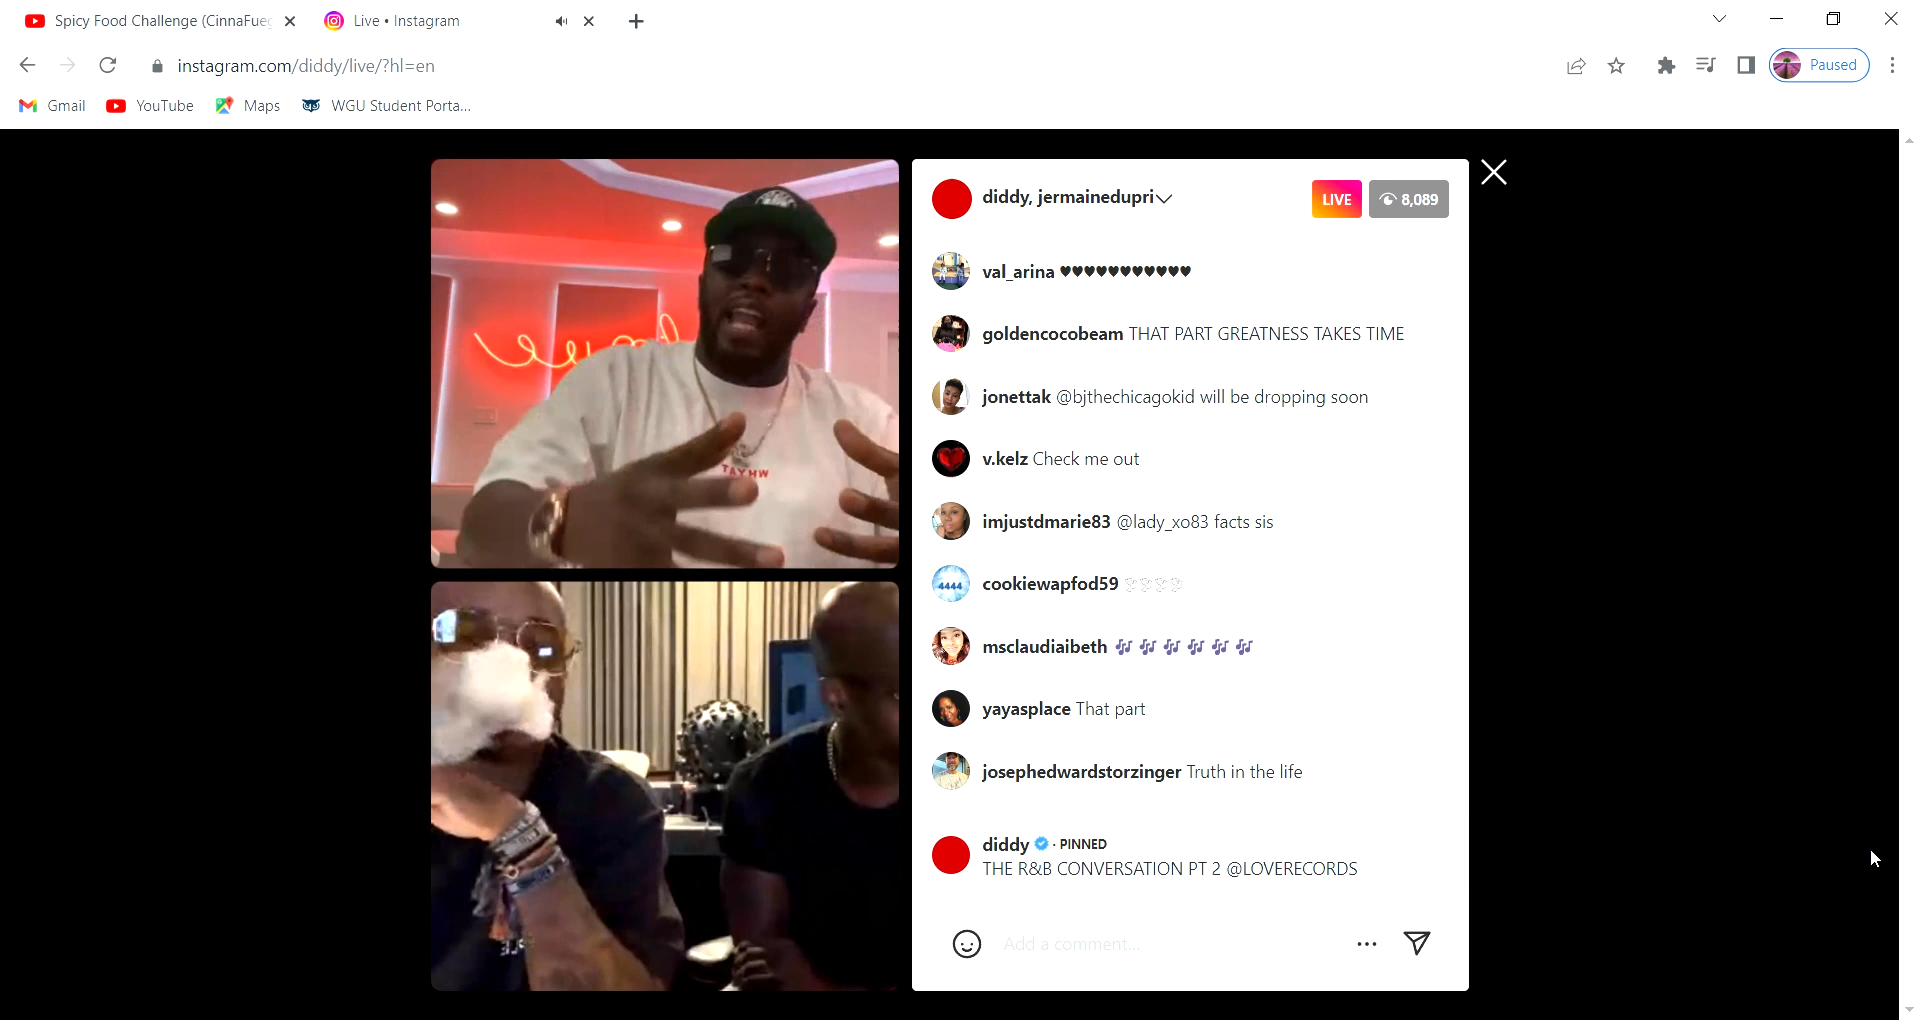 Spicy Food Challenge (CinnaFueg
Live • Instagram
instagram.com/diddy/live/?hl=en
Paused
Gmail
YouTube
Maps
WGU Student Porta...
TAYHW
diddy, jermainedupri
LIVE
8,089
val_arina ♥♥♥♥♥♥♥♥♥♥♥
goldencocobeam THAT PART GREATNESS TAKES TIME
jonettak @bjthechicagokid will be dropping soon
v.kelz Check me out
imjustdmarie83 @lady_xo83 facts sis
4444
cookiewapfod59
msclaudiaibeth 🎶 🎶 🎶 🎶 🎶 🎶
yayasplace That part
josephedwardstorzinger Truth in the life
diddy · PINNED
THE R&B CONVERSATION PT 2 @LOVERECORDS
Add a comment...